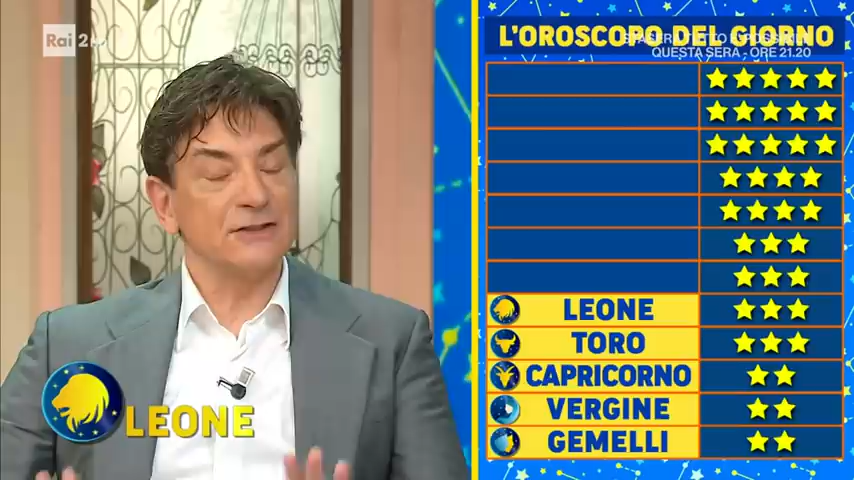 Rai 2
L'OROSCOPO DEL GIORNO
QUESTA SERA, ORE 21.20
LEONE
TORO
CAPRICORNO
VERGINE
GEMELLI
LEONE